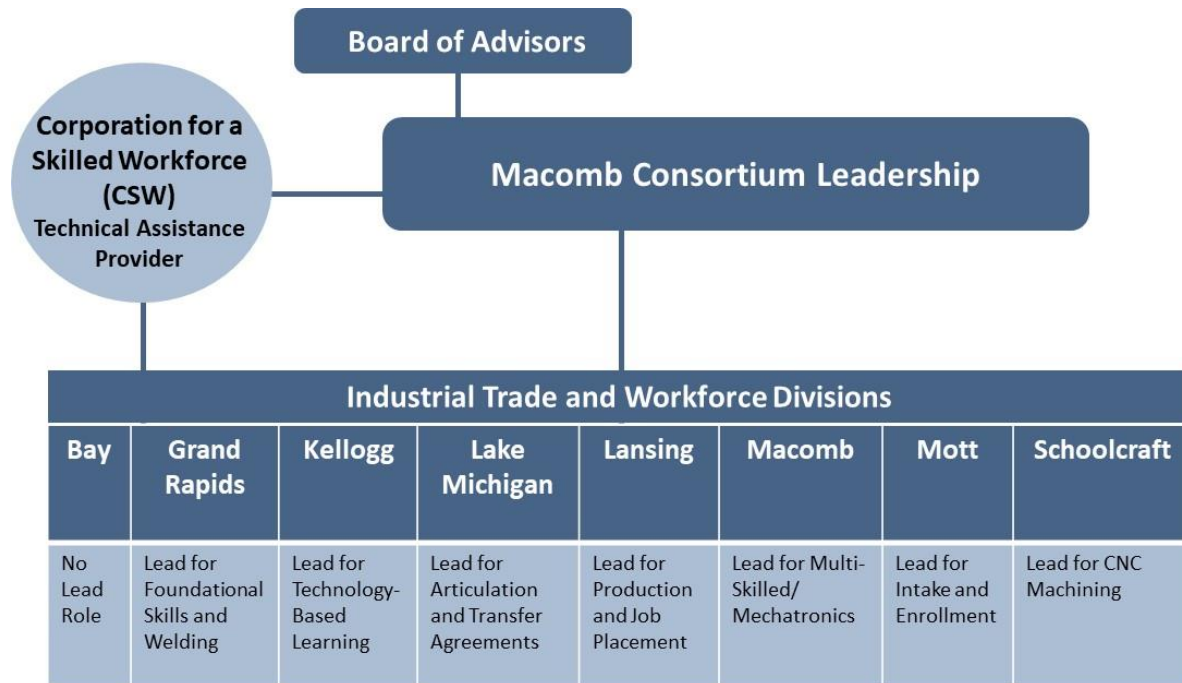 Board of Advisors
Corporation for a
Skilled Workforce
(CSW)
Technical Assistance
Provider
Macomb Consortium Leadership
Industrial Trade and Workforce Divisions
Bay
Grand
Rapids
Kellogg
Lake
Michigan
Lansing
Macomb
Mott
Schoolcraft
No
Lead
Role
Lead for
Foundational
Skills and
Welding
Lead for
Technology-
Based
Learning
Lead for
Articulation
and Transfer
Agreements
Lead for
Production
and Job
Placement
Lead for Multi-
Skilled/
Mechatronics
Lead for
Intake and
Enrollment
Lead for CNC
Machining